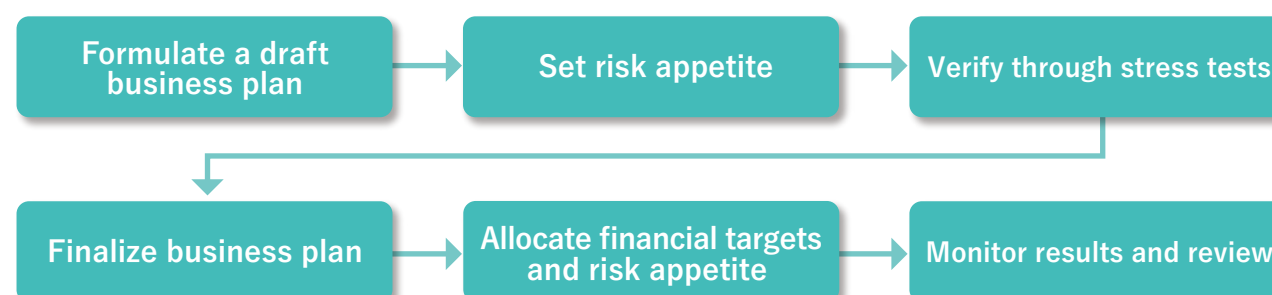 Formulate a draft
business plan
Set risk appetite
Verify through stress tests
Finalize business plan
Allocate financial targets
and risk appetite
Monitor results and review